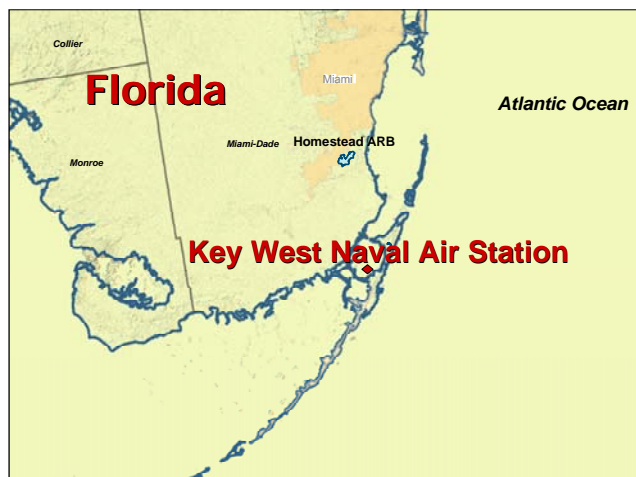 Collier
Florida
Miami
Atlantic Ocean
Miami-Dade
Homestead ARB
Monroe
Key West Naval Air Station